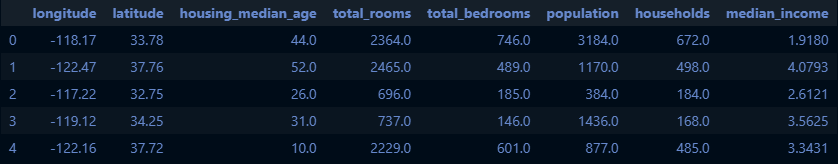 longitude latitude housing_median_age total_rooms total_bedrooms population households median_income
0 -118.17 33.78 44.0 2364.0 746.0 3184.0 672.0 1.9180
1 -122.47 37.76 52.0 2465.0 489.0 1170.0 498.0 4.0793
2 -117.22 32.75 26.0 696.0 185.0 384.0 184.0 2.6121
3 -119.12 34.25 31.0 737.0 146.0 1436.0 168.0 3.5625
4 -122.16 37.72 10.0 2229.0 601.0 877.0 485.0 3.3431